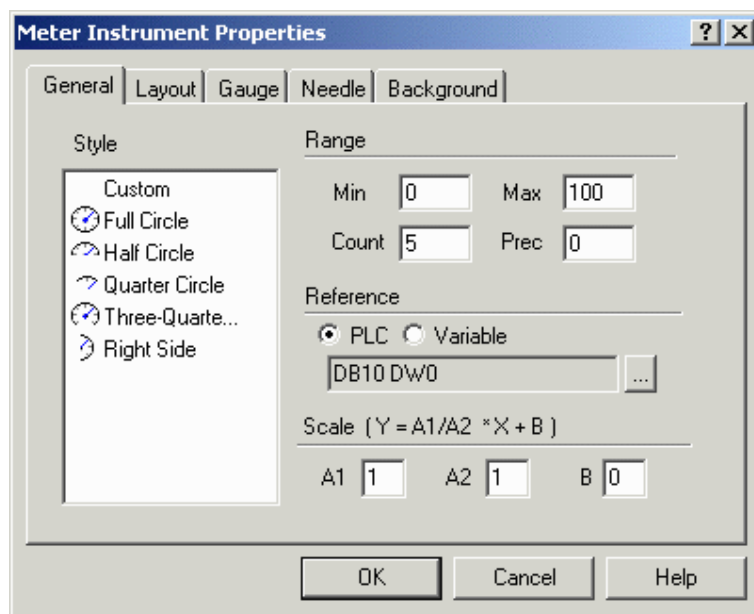 Meter Instrument Properties
General Layout Gauge Needle Background
Style
Custom
Full Circle
Half Circle
Quarter Circle
Three-Quarte...
Right Side
Range
Min 0 Max 100
Count 5 Prec 0
Reference
PLC Variable
DB10 DW0 ...
Scale ( Y = A1/A2 *X + B )
A1 1 A2 1 B 0
OK Cancel Help